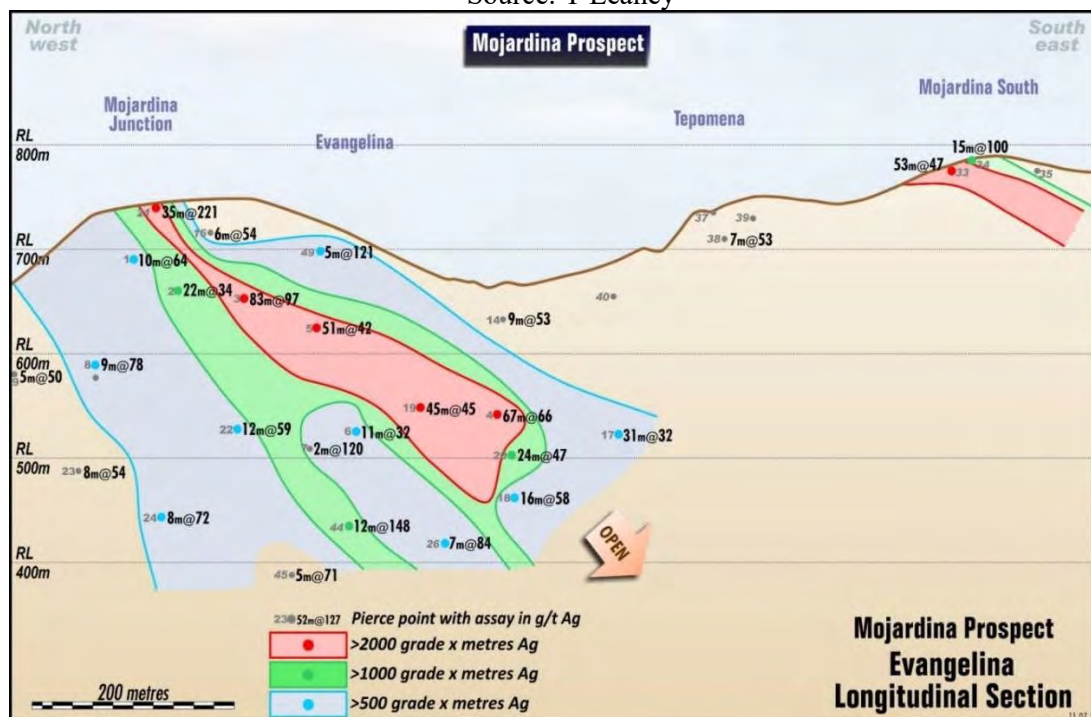 North
west
Mojardina Prospect
South
east
Mojardina
Junction
Evangelina
Tepomena
Mojardina South
RL
800m
15m@100
34
53m@47
33
35
21
35m@221
6m@54
37
39
38 7m@53
RL
700m
10m@64
49 5m@121
22m@34
83m@97
40
51m@42
14 9m@53
RL
600m
8 9m@78
5m@50
19 45m@45
67m@66
22 12m@59
6 11m@32
17 31m@32
2m@120
24m@47
RL
500m
23 8m@54
18 16m@58
24 8m@72
44 12m@148
26 7m@84
OPEN
RL
400m
45 5m@71
23 52m@127 Pierce point with assay in g/t Ag
>2000 grade x metres Ag
>1000 grade x metres Ag
>500 grade x metres Ag
200 metres
Mojardina Prospect
Evangelina
Longitudinal Section